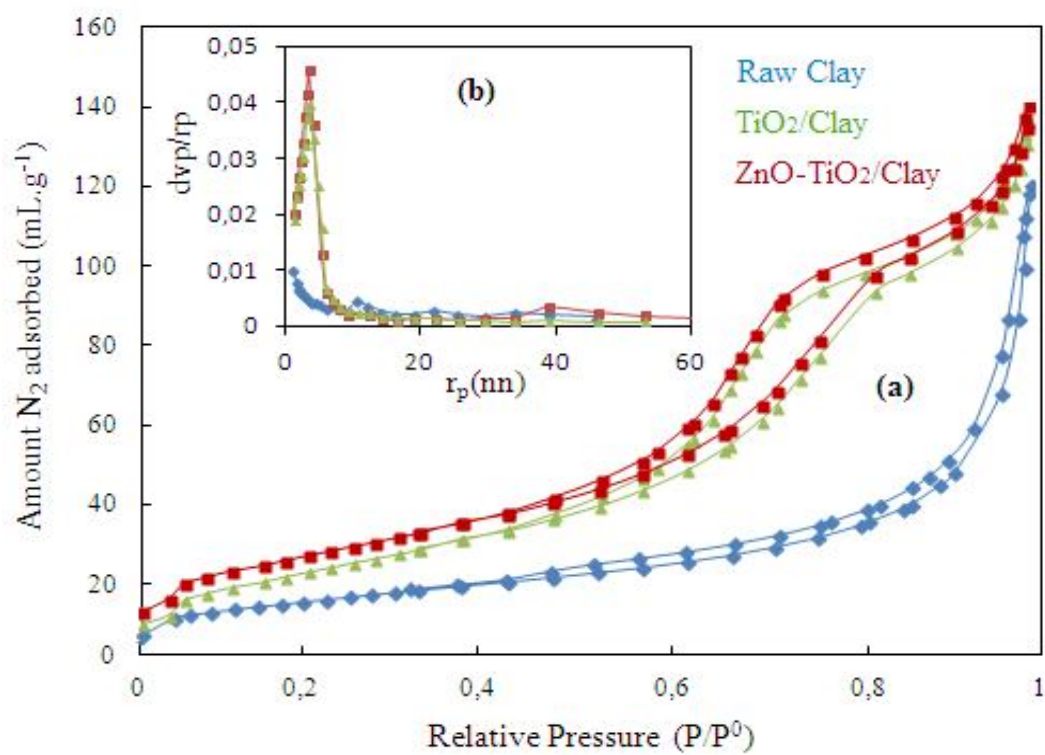 160
140
120
100
80
60
40
20
0
Amount N₂ adsorbed (mL.g⁻¹)
0
0,2
0,4
0,6
0,8
1
Relative Pressure (P/P⁰)
(a)
Raw Clay
TiO₂/Clay
ZnO-TiO₂/Clay
0,05
0,04
0,03
0,02
0,01
0
dvp/rp
(b)
0
20
40
60
rₚ(nn)